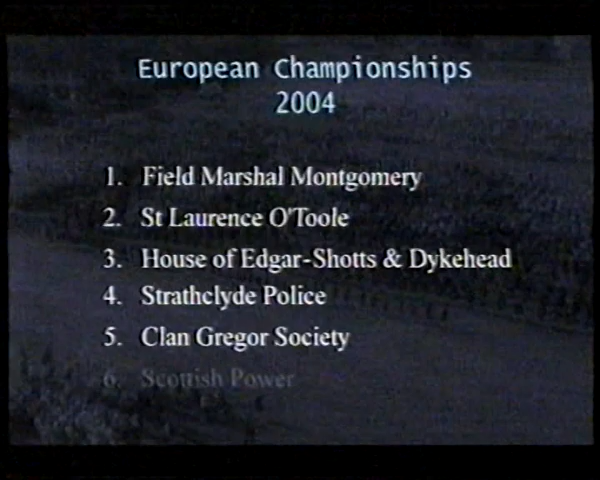 European Championships
2004
1. Field Marshal Montgomery
2. St Laurence O'Toole
3. House of Edgar-Shotts & Dykehead
4. Strathclyde Police
5. Clan Gregor Society
6. Scottish Power